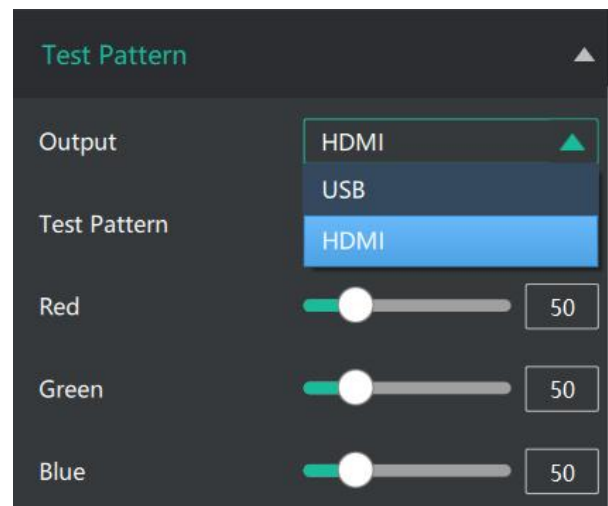 Test Pattern
Output HDMI
USB
Test Pattern
HDMI
Red 50
Green 50
Blue 50